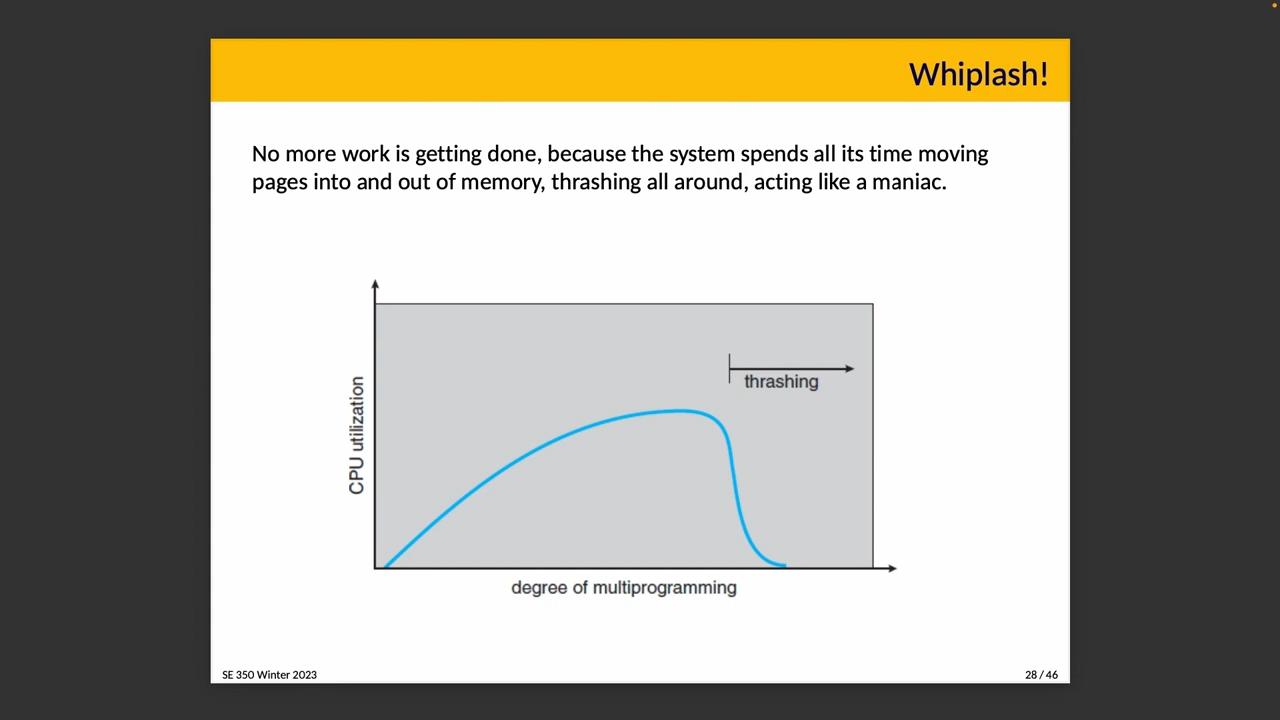 Whiplash!
No more work is getting done, because the system spends all its time moving
pages into and out of memory, thrashing all around, acting like a maniac.
thrashing
CPU utilization
degree of multiprogramming
SE 350 Winter 2023
28 / 46